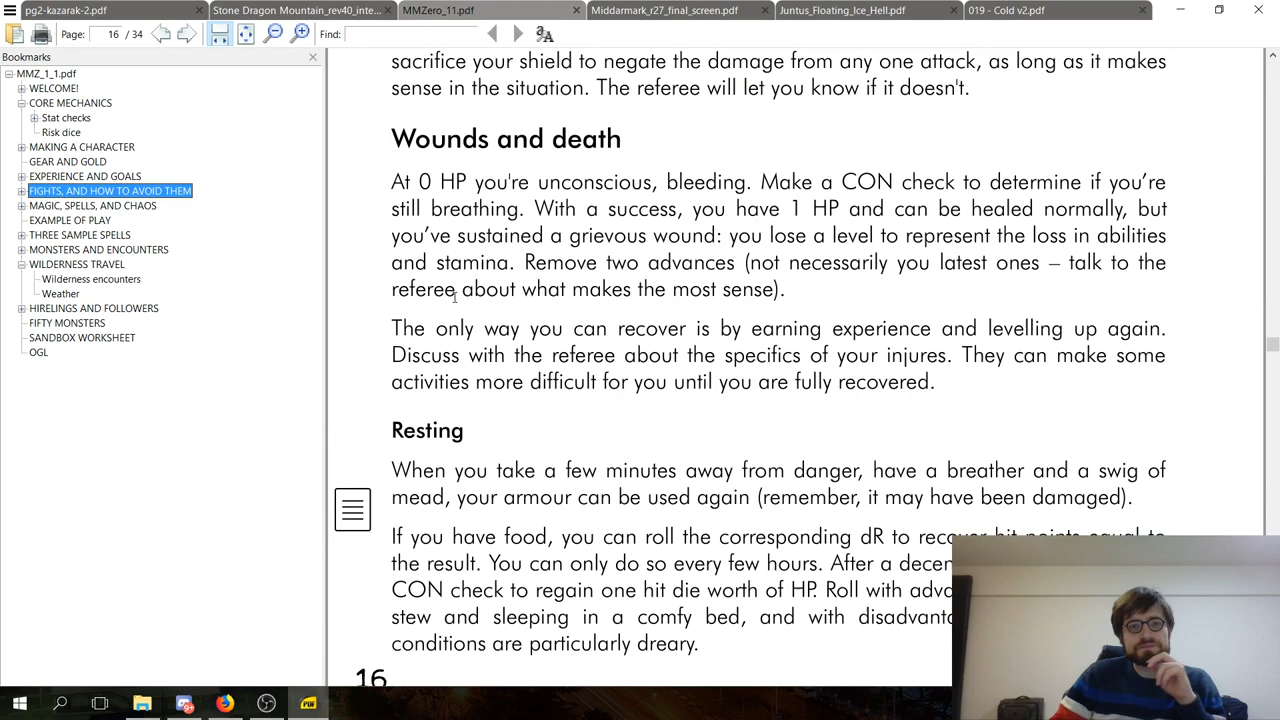 pg2-kazarak-2.pdf
Stone Dragon Mountain_rev40_inte...
MMZero_11.pdf
Middarmark_r27_final_screen.pdf
Juntus_Floating_Ice_Hell.pdf
019 - Cold v2.pdf
Page: 16 / 34
Find:
Bookmarks
MMZ_1_1.pdf
WELCOME!
CORE MECHANICS
Stat checks
Risk dice
MAKING A CHARACTER
GEAR AND GOLD
EXPERIENCE AND GOALS
FIGHTS, AND HOW TO AVOID THEM
MAGIC, SPELLS, AND CHAOS
EXAMPLE OF PLAY
THREE SAMPLE SPELLS
MONSTERS AND ENCOUNTERS
WILDERNESS TRAVEL
Wilderness encounters
Weather
HIRELINGS AND FOLLOWERS
FIFTY MONSTERS
SANDBOX WORKSHEET
OGL
sacrifice your shield to negate the damage from any one attack, as long as it makes
sense in the situation. The referee will let you know if it doesn't.
Wounds and death
At 0 HP you're unconscious, bleeding. Make a CON check to determine if you're
still breathing. With a success, you have 1 HP and can be healed normally, but
you've sustained a grievous wound: you lose a level to represent the loss in abilities
and stamina. Remove two advances (not necessarily you latest ones – talk to the
referee about what makes the most sense).
The only way you can recover is by earning experience and levelling up again.
Discuss with the referee about the specifics of your injures. They can make some
activities more difficult for you until you are fully recovered.
Resting
When you take a few minutes away from danger, have a breather and a swig of
mead, your armour can be used again (remember, it may have been damaged).
If you have food, you can roll the corresponding dR to recover hit points equal to
the result. You can only do so every few hours. After a decen
CON check to regain one hit die worth of HP. Roll with adva
stew and sleeping in a comfy bed, and with disadvanta
conditions are particularly dreary.
16
PDF